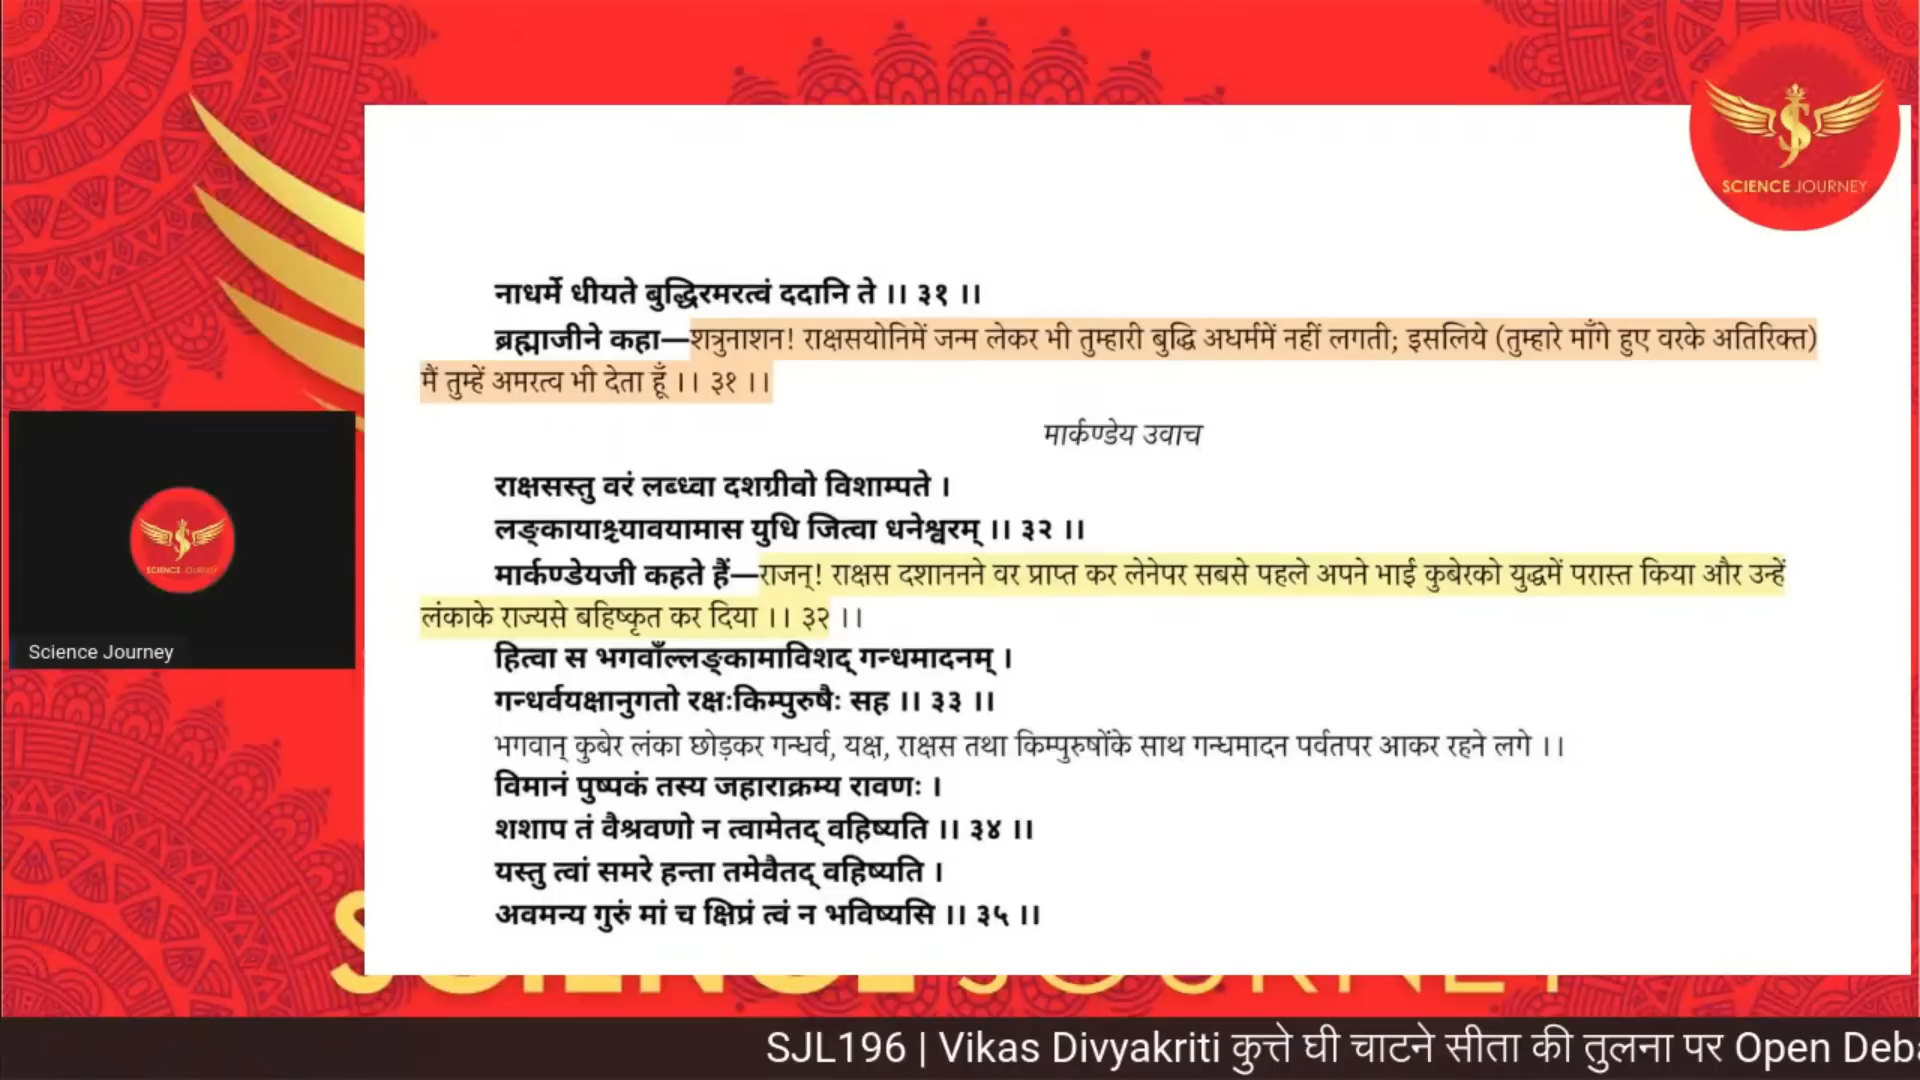 SCIENCE JOURNEY
नाधर्मे धीयते बुद्धिरमरत्वं ददानि ते ।। ३१ ।।
ब्रह्माजीने कहा—शत्रुनाशन! राक्षसयोनिमें जन्म लेकर भी तुम्हारी बुद्धि अधर्ममें नहीं लगती; इसलिये (तुम्हारे माँगे हुए वरके अतिरिक्त)
मैं तुम्हें अमरत्व भी देता हूँ ।। ३१ ।।
मार्कण्डेय उवाच
राक्षसस्तु वरं लब्ध्वा दशग्रीवो विशाम्पते ।
लङ्कायाश्च्यावयामास युधि जित्वा धनेश्वरम् ।। ३२ ।।
मार्कण्डेयजी कहते हैं—राजन्! राक्षस दशाननने वर प्राप्त कर लेनेपर सबसे पहले अपने भाई कुबेरको युद्धमें परास्त किया और उन्हें
लंकाके राज्यसे बहिष्कृत कर दिया ।। ३२ ।।
हित्वा स भगवाँल्लङ्कामाविशद् गन्धमादनम् ।
गन्धर्वयक्षानुगतो रक्षःकिम्पुरुषैः सह ।। ३३ ।।
भगवान् कुबेर लंका छोड़कर गन्धर्व, यक्ष, राक्षस तथा किम्पुरुषोंके साथ गन्धमादन पर्वतपर आकर रहने लगे ।।
विमानं पुष्पकं तस्य जहाराक्रम्य रावणः ।
शशाप तं वैश्रवणो न त्वामेतद् वहिष्यति ।। ३४ ।।
यस्तु त्वां समरे हन्ता तमेवैतद् वहिष्यति ।
अवमन्य गुरुं मां च क्षिप्रं त्वं न भविष्यसि ।। ३५ ।।
SCIENCE JOURNEY
Science Journey
SCIENCE JOURNEY
SJL196 | Vikas Divyakriti कुत्ते घी चाटने सीता की तुलना पर Open Deba